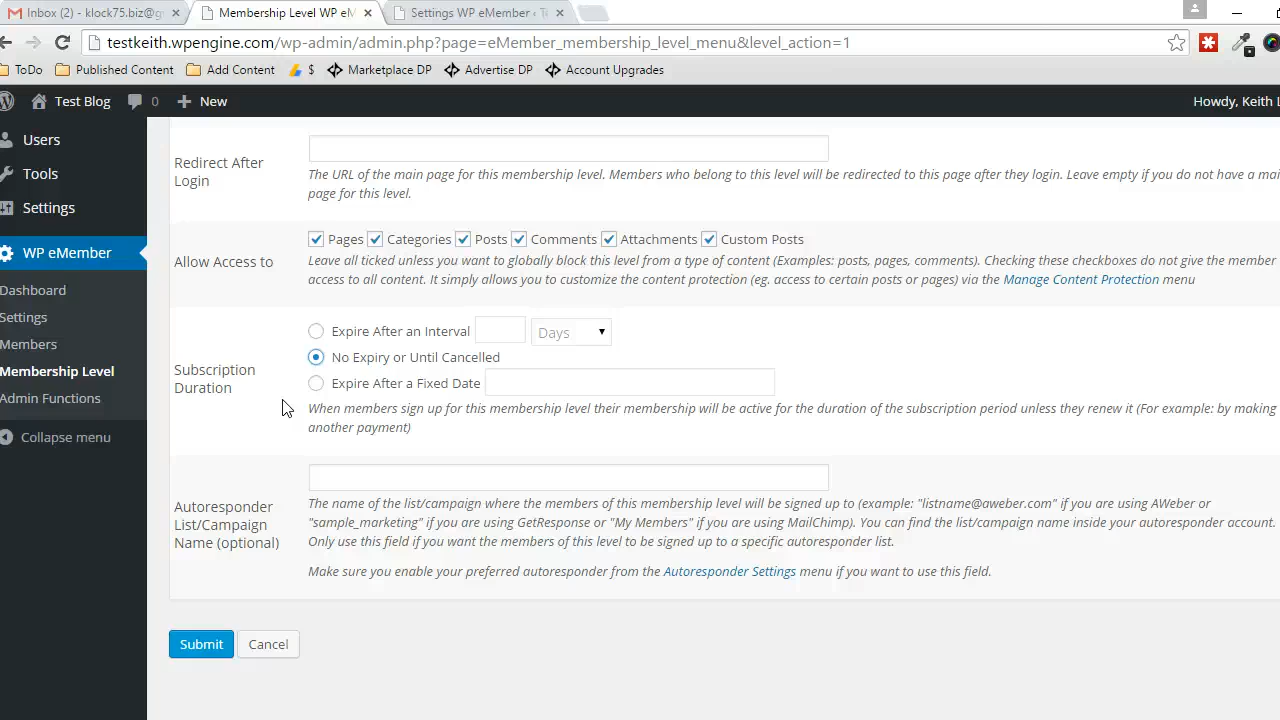 Inbox (2) - klock75.biz@g
Membership Level WP eM
Settings WP eMember ‹ T
testkeith.wpengine.com/wp-admin/admin.php?page=eMember_membership_level_menu&level_action=1
ToDo Published Content Add Content $ Marketplace DP Advertize DP Account Upgrades
Test Blog 0 New Howdy, Keith L
Users
Tools
Settings
WP eMember
Dashboard
Settings
Members
Membership Level
Admin Functions
Collapse menu
Redirect After
Login
The URL of the main page for this membership level. Members who belong to this level will be redirected to this page after they login. Leave empty if you do not have a mai
page for this level.
Allow Access to
Pages Categories Posts Comments Attachments Custom Posts
Leave all ticked unless you want to globally block this level from a type of content (Examples: posts, pages, comments). Checking these checkboxes do not give the member
access to all content. It simply allows you to customize the content protection (eg. access to certain posts or pages) via the Manage Content Protection menu
Subscription
Duration
Expire After an Interval Days
No Expiry or Until Cancelled
Expire After a Fixed Date
When members sign up for this membership level their membership will be active for the duration of the subscription period unless they renew it (For example: by making
another payment)
Autoresponder
List/Campaign
Name (optional)
The name of the list/campaign where the members of this membership level will be signed up to (example: "listname@aweber.com" if you are using AWeber or
"sample_marketing" if you are using GetResponse or "My Members" if you are using MailChimp). You can find the list/campaign name inside your autoresponder account.
Only use this field if you want the members of this level to be signed up to a specific autoresponder list.
Make sure you enable your preferred autoresponder from the Autoresponder Settings menu if you want to use this field.
Submit Cancel